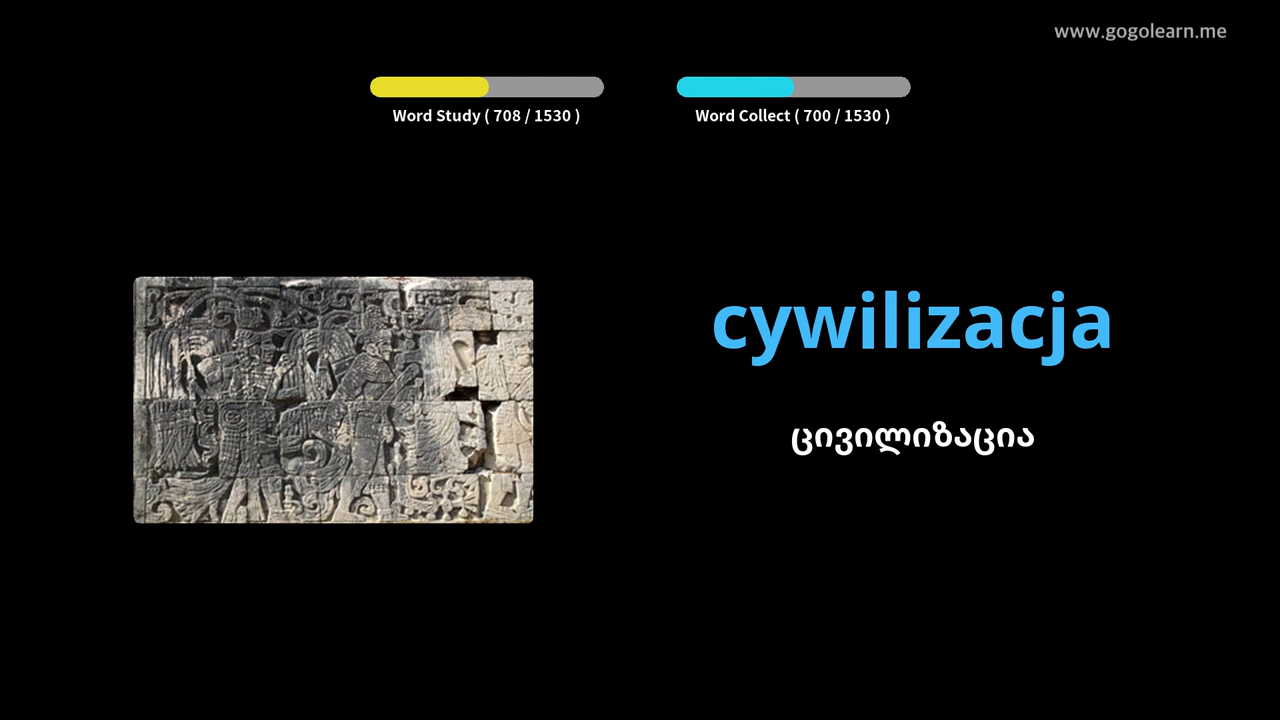 www.gogolearn.me
Word Study ( 708 / 1530 )
Word Collect ( 700 / 1530 )
cywilizacja
ცივილიზაცია